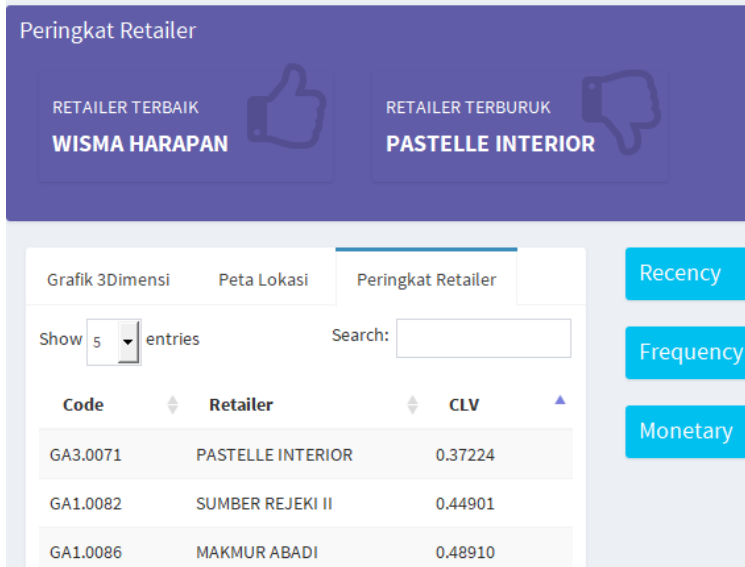 Peringkat Retailer
RETAILER TERBAIK
WISMA HARAPAN
RETAILER TERBURUK
PASTELLE INTERIOR
Grafik 3Dimensi Peta Lokasi Peringkat Retailer
Show 5 entries Search:
Code Retailer CLV
GA3.0071 PASTELLE INTERIOR 0.37224
GA1.0082 SUMBER REJEKI II 0.44901
GA1.0086 MAKMUR ABADI 0.48910
Recency
Frequency
Monetary